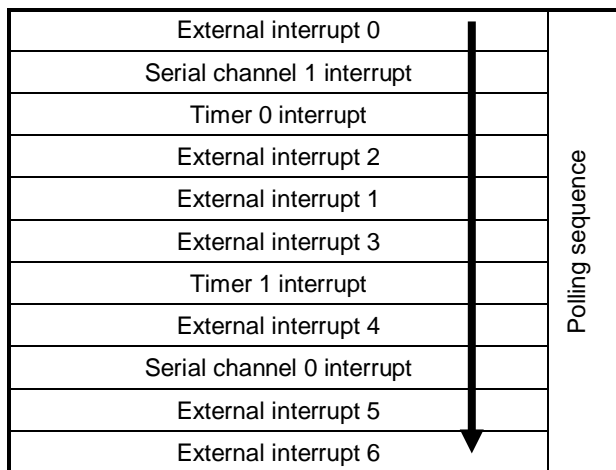 External interrupt 0
Serial channel 1 interrupt
Timer 0 interrupt
External interrupt 2
External interrupt 1
External interrupt 3
Timer 1 interrupt
External interrupt 4
Serial channel 0 interrupt
External interrupt 5
External interrupt 6
Polling sequence